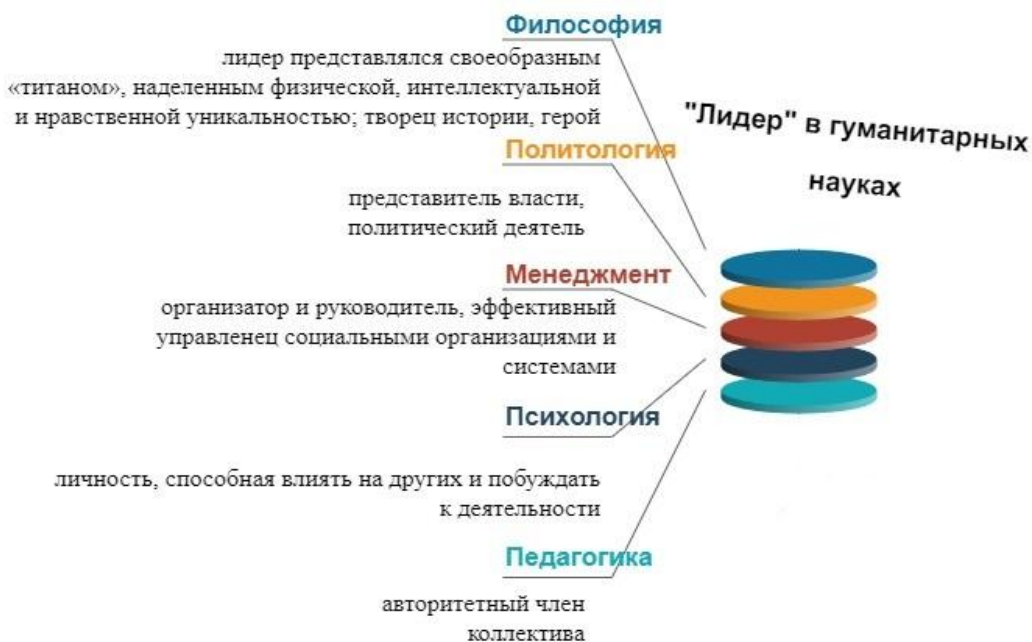 Философия
лидер представлялся своеобразным
«титаном», наделенным физической, интеллектуальной
и нравственной уникальностью; творец истории, герой
"Лидер" в гуманитарных
науках
Политология
представитель власти,
политический деятель
Менеджмент
организатор и руководитель, эффективный
управленец социальными организациями и
системами
Психология
личность, способная влиять на других и побуждать
к деятельности
Педагогика
авторитетный член
коллектива